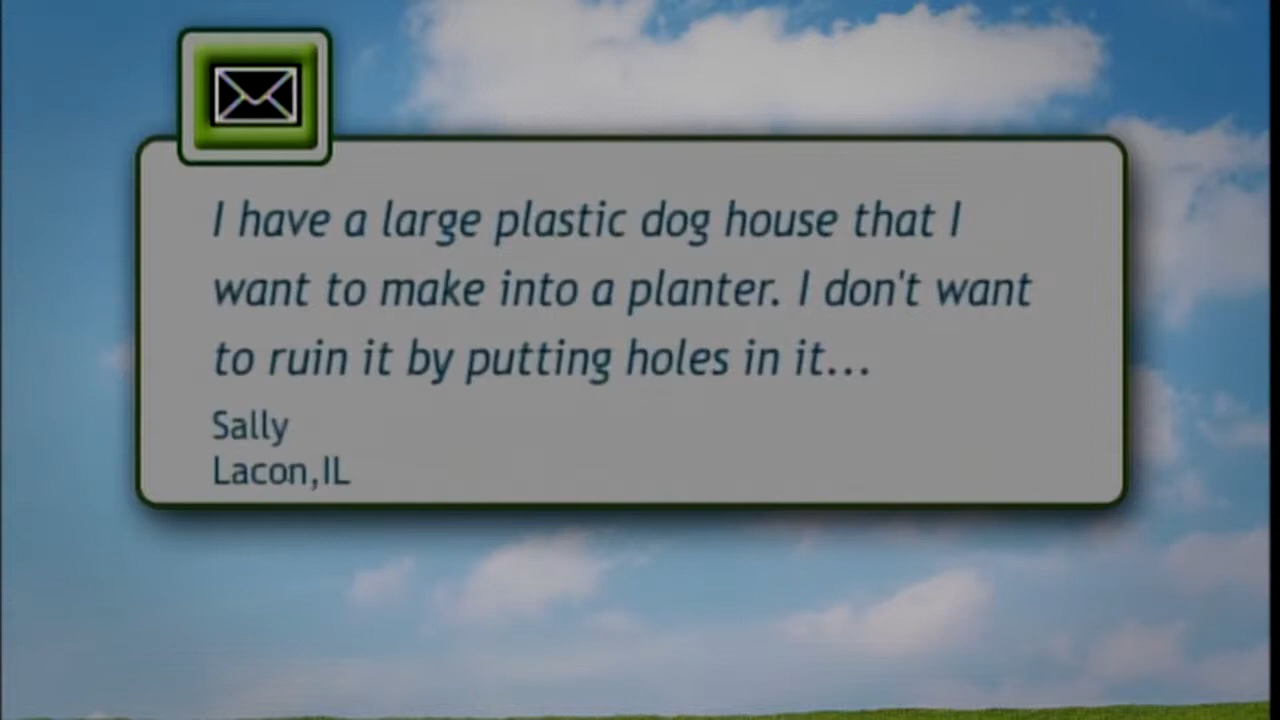 I have a large plastic dog house that I
want to make into a planter. I don't want
to ruin it by putting holes in it...
Sally
Lacon,IL